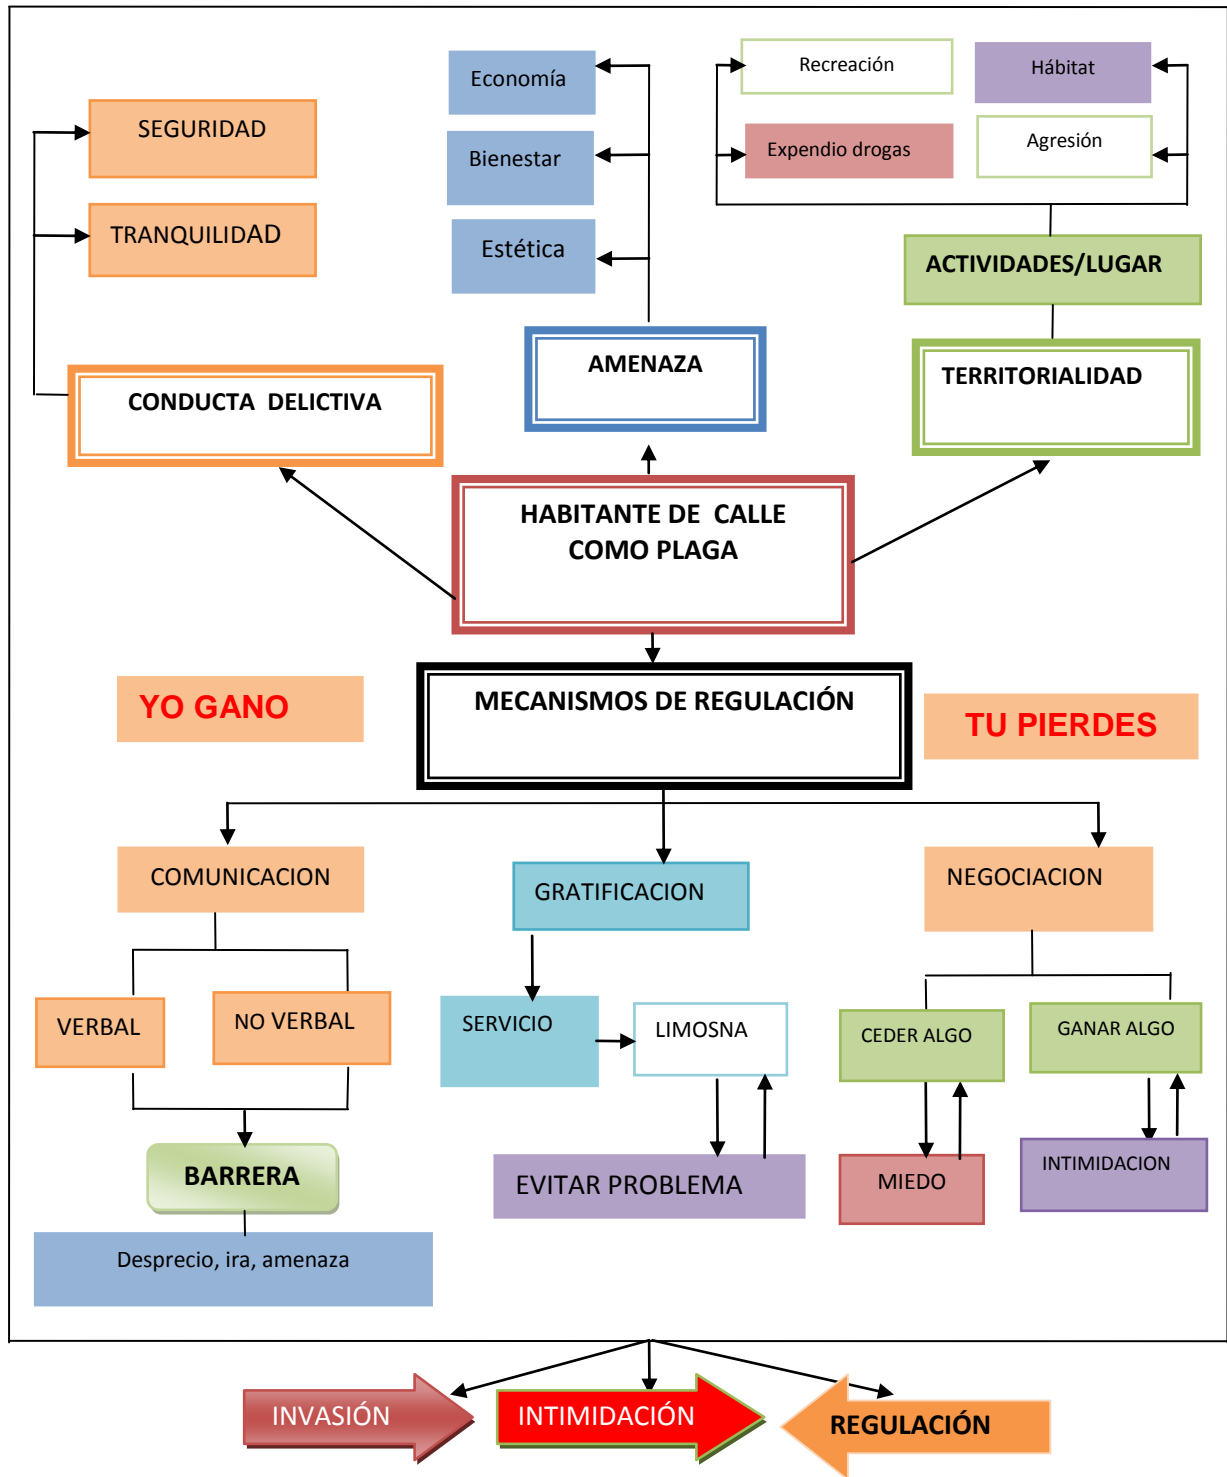 Economía
Recreación
Hábitat
SEGURIDAD
Bienestar
Expendio drogas
Agresión
TRANQUILIDAD
Estética
ACTIVIDADES/LUGAR
AMENAZA
TERRITORIALIDAD
CONDUCTA DELICTIVA
HABITANTE DE CALLE
COMO PLAGA
YO GANO
MECANISMOS DE REGULACIÓN
TU PIERDES
COMUNICACION
GRATIFICACION
NEGOCIACION
VERBAL
NO VERBAL
SERVICIO
LIMOSNA
CEDER ALGO
GANAR ALGO
BARRERA
EVITAR PROBLEMA
MIEDO
INTIMIDACION
Desprecio, ira, amenaza
INVASIÓN
INTIMIDACIÓN
REGULACIÓN